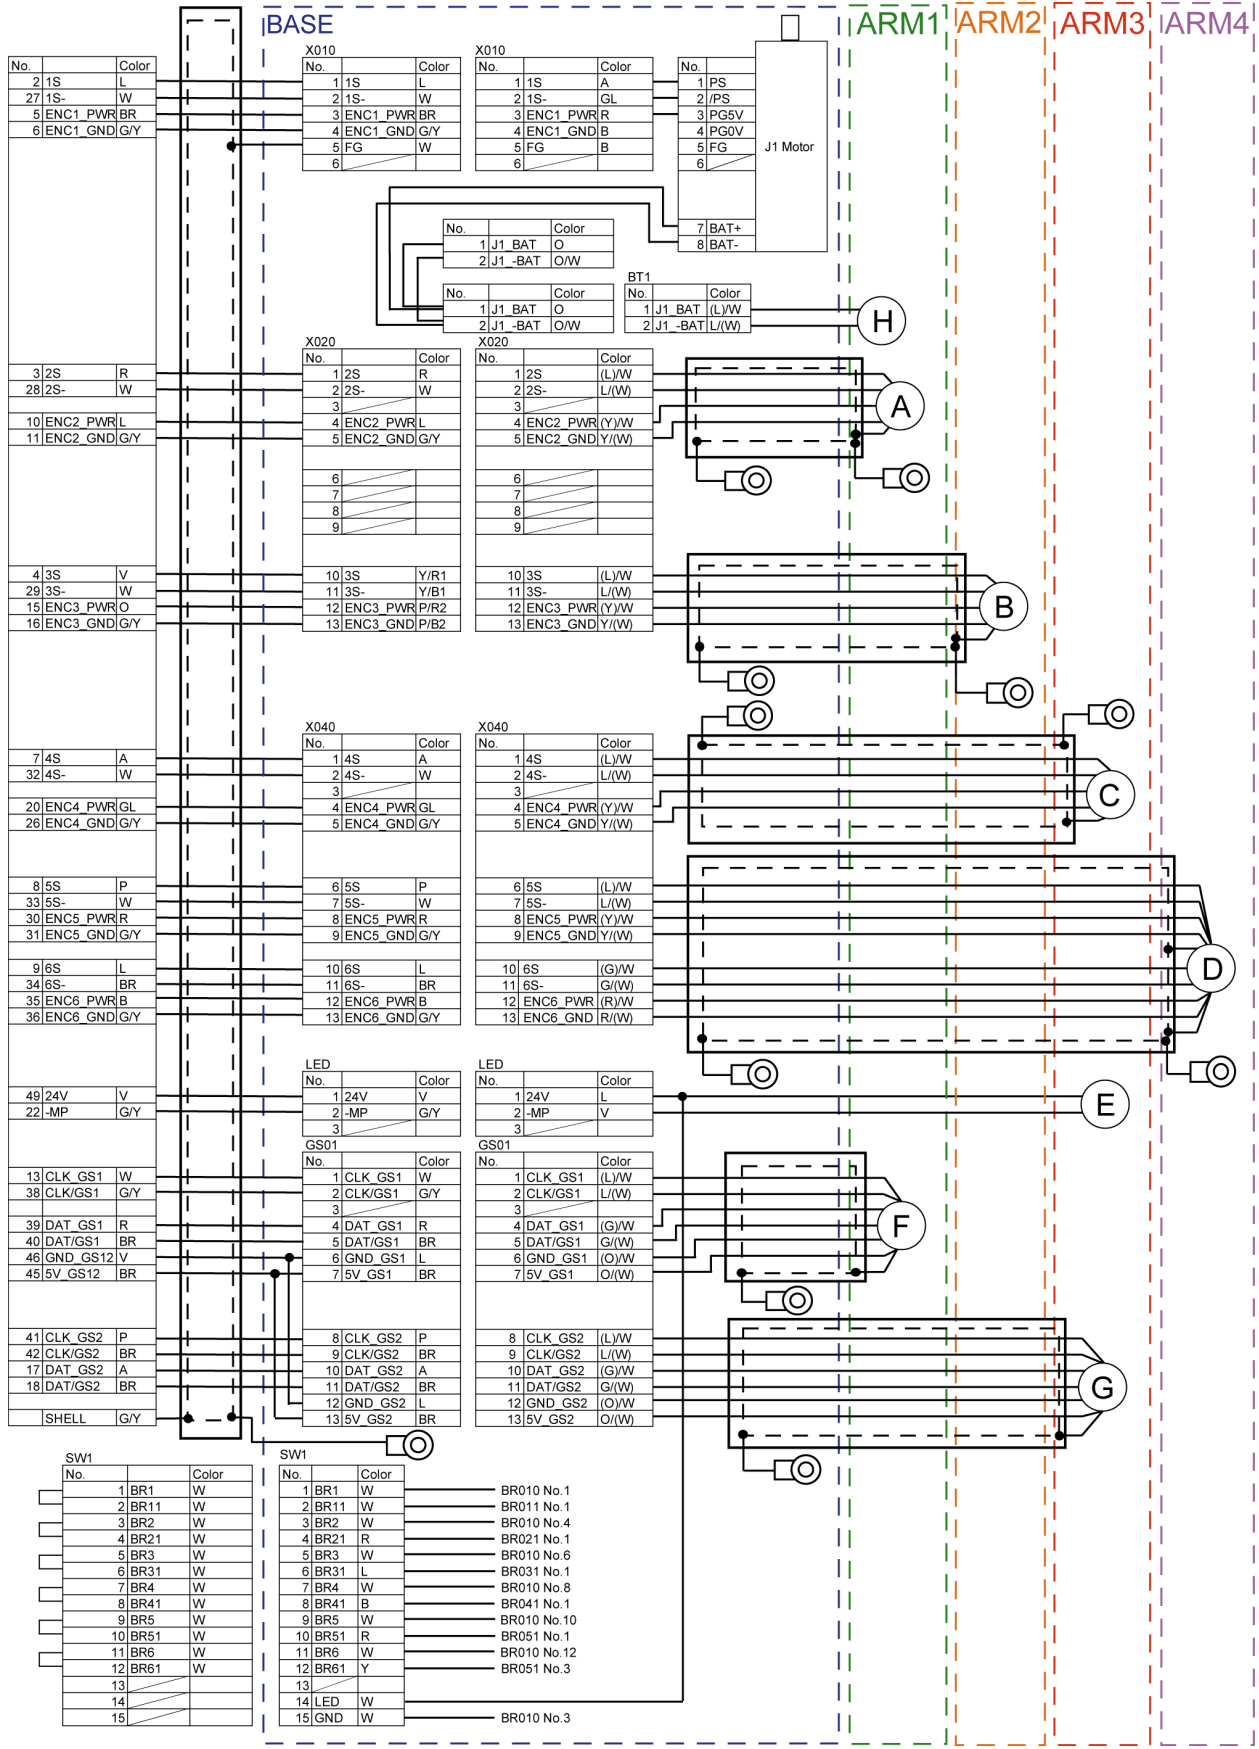 BASE
ARM1
ARM2
ARM3
ARM4
No. Color
2 1S L
27 1S- W
5 ENC1_PWR BR
6 ENC1_GND G/Y
3 2S R
28 2S- W
10 ENC2_PWR L
11 ENC2_GND G/Y
4 3S V
29 3S- W
15 ENC3_PWR O
16 ENC3_GND G/Y
7 4S A
32 4S- W
20 ENC4_PWR GL
26 ENC4_GND G/Y
8 5S P
33 5S- W
30 ENC5_PWR R
31 ENC5_GND G/Y
9 6S L
34 6S- BR
35 ENC6_PWR B
36 ENC6_GND G/Y
49 24V V
22 -MP G/Y
13 CLK_GS1 W
38 CLK/GS1 G/Y
39 DAT_GS1 R
40 DAT/GS1 BR
46 GND_GS12 V
45 5V_GS12 BR
41 CLK_GS2 P
42 CLK/GS2 BR
17 DAT_GS2 A
18 DAT/GS2 BR
SHELL G/Y
X010
No. Color
1 1S L
2 1S- W
3 ENC1_PWR BR
4 ENC1_GND G/Y
5 FG W
6
X010
No. Color
1 1S A
2 1S- GL
3 ENC1_PWR R
4 ENC1_GND B
5 FG B
6
No.
1 PS
2 /PS
3 PG5V
4 PG0V
5 FG
6
7 BAT+
8 BAT-
J1 Motor
No. Color
1 J1_BAT O
2 J1_-BAT O/W
No. Color
1 J1_BAT O
2 J1_-BAT O/W
BT1
No. Color
1 J1_BAT (L)/W
2 J1_-BAT L/(W)
H
X020
No. Color
1 2S R
2 2S- W
3
4 ENC2_PWR L
5 ENC2_GND G/Y
6
7
8
9
10 3S Y/R1
11 3S- Y/B1
12 ENC3_PWR P/R2
13 ENC3_GND P/B2
X020
No. Color
1 2S (L)/W
2 2S- L/(W)
3
4 ENC2_PWR (Y)/W
5 ENC2_GND Y/(W)
6
7
8
9
10 3S (L)/W
11 3S- L/(W)
12 ENC3_PWR (Y)/W
13 ENC3_GND Y/(W)
A
B
X040
No. Color
1 4S A
2 4S- W
3
4 ENC4_PWR GL
5 ENC4_GND G/Y
6 5S P
7 5S- W
8 ENC5_PWR R
9 ENC5_GND G/Y
10 6S L
11 6S- BR
12 ENC6_PWR B
13 ENC6_GND G/Y
X040
No. Color
1 4S (L)/W
2 4S- L/(W)
3
4 ENC4_PWR (Y)/W
5 ENC4_GND Y/(W)
6 5S (L)/W
7 5S- L/(W)
8 ENC5_PWR (Y)/W
9 ENC5_GND Y/(W)
10 6S (G)/W
11 6S- G/(W)
12 ENC6_PWR (R)/W
13 ENC6_GND R/(W)
C
D
LED
No. Color
1 24V V
2 -MP G/Y
3
LED
No. Color
1 24V L
2 -MP V
3
E
GS01
No. Color
1 CLK_GS1 W
2 CLK/GS1 G/Y
3
4 DAT_GS1 R
5 DAT/GS1 BR
6 GND_GS1 L
7 5V_GS1 BR
8 CLK_GS2 P
9 CLK/GS2 BR
10 DAT_GS2 A
11 DAT/GS2 BR
12 GND_GS2 L
13 5V_GS2 BR
GS01
No. Color
1 CLK_GS1 (L)/W
2 CLK/GS1 L/(W)
3
4 DAT_GS1 (G)/W
5 DAT/GS1 G/(W)
6 GND_GS1 (O)/W
7 5V_GS1 O/(W)
8 CLK_GS2 (L)/W
9 CLK/GS2 L/(W)
10 DAT_GS2 (G)/W
11 DAT/GS2 G/(W)
12 GND_GS2 (O)/W
13 5V_GS2 O/(W)
F
G
SW1
No. Color
1 BR1 W
2 BR11 W
3 BR2 W
4 BR21 W
5 BR3 W
6 BR31 W
7 BR4 W
8 BR41 W
9 BR5 W
10 BR51 W
11 BR6 W
12 BR61 W
13
14
15
SW1
No. Color
1 BR1 W BR010 No.1
2 BR11 W BR011 No.1
3 BR2 W BR010 No.4
4 BR21 R BR021 No.1
5 BR3 W BR010 No.6
6 BR31 L BR031 No.1
7 BR4 W BR010 No.8
8 BR41 B BR041 No.1
9 BR5 W BR010 No.10
10 BR51 R BR051 No.1
11 BR6 W BR010 No.12
12 BR61 Y BR051 No.3
13
14 LED W
15 GND W BR010 No.3